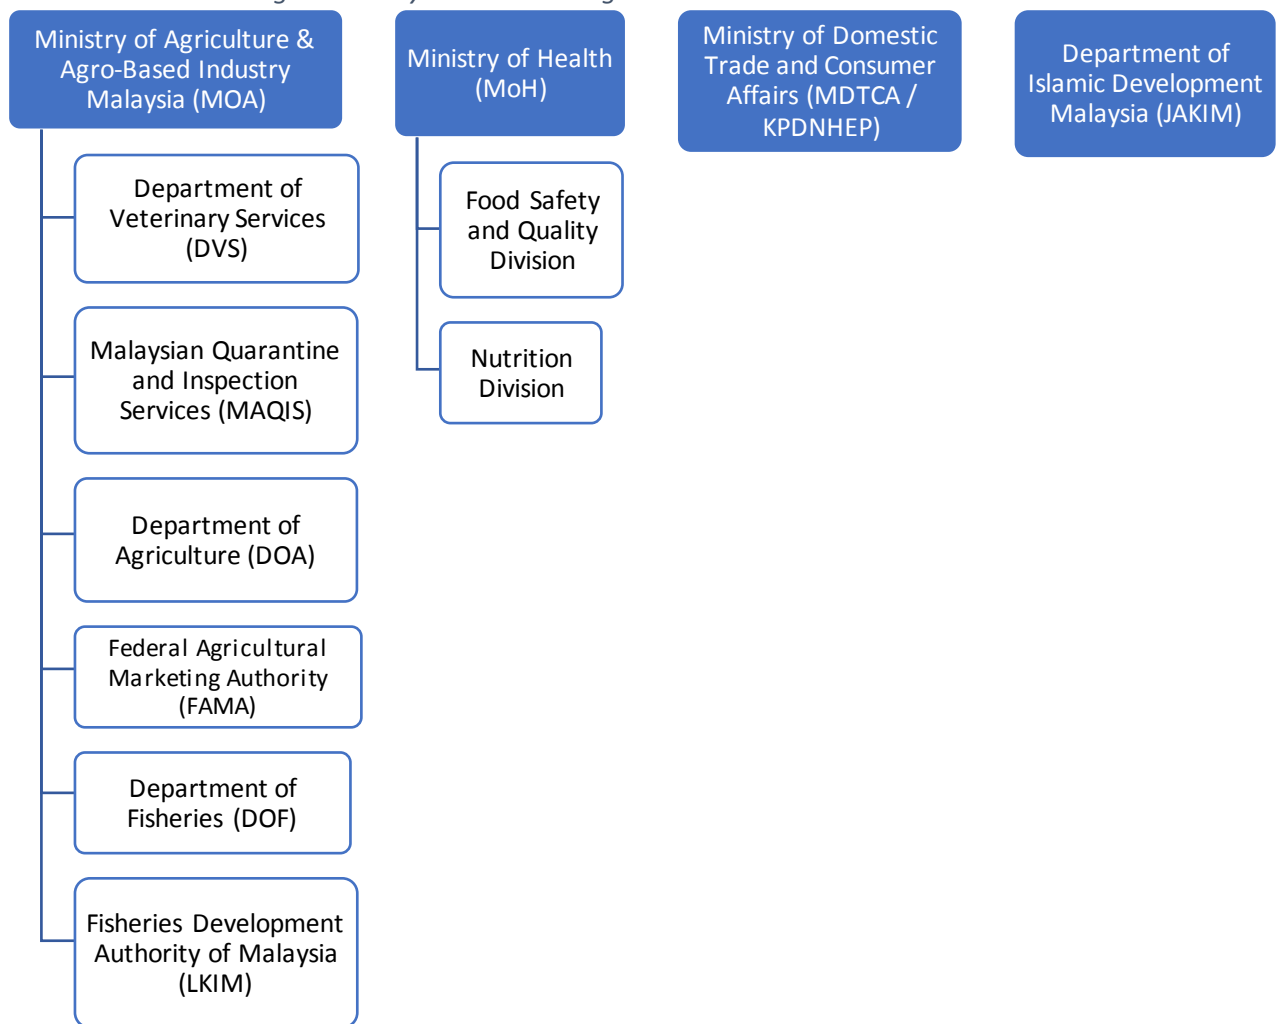 Ministry of Agriculture &
Agro-Based Industry
Malaysia (MOA)
Department of
Veterinary Services
(DVS)
Malaysian Quarantine
and Inspection
Services (MAQIS)
Department of
Agriculture (DOA)
Federal Agricultural
Marketing Authority
(FAMA)
Department of
Fisheries (DOF)
Fisheries Development
Authority of Malaysia
(LKIM)
Ministry of Health
(MoH)
Food Safety
and Quality
Division
Nutrition
Division
Ministry of Domestic
Trade and Consumer
Affairs (MDTCA /
KPDNHEP)
Department of
Islamic Development
Malaysia (JAKIM)